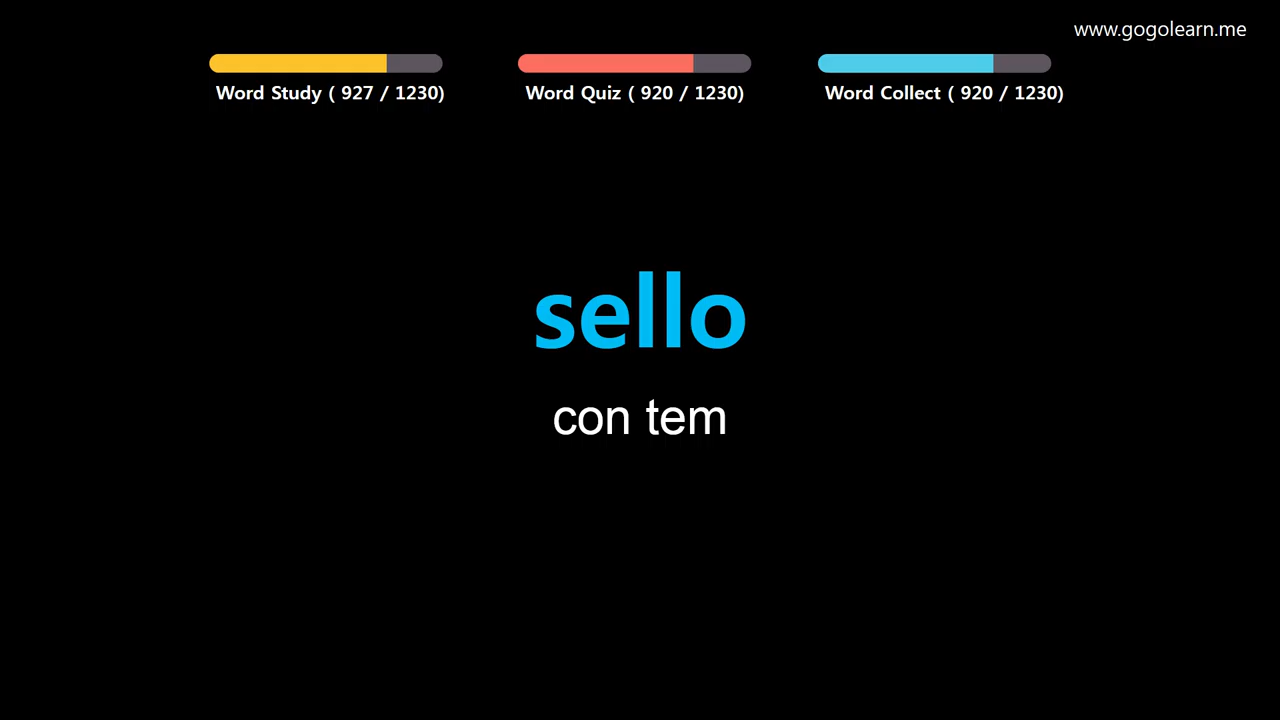 www.gogolearn.me
Word Study ( 927 / 1230)
Word Quiz ( 920 / 1230)
Word Collect ( 920 / 1230)
sello
con tem